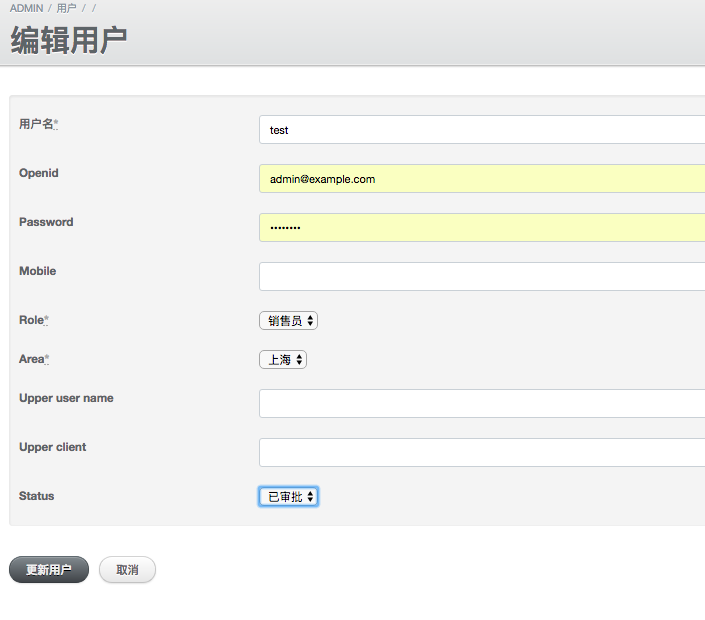 ADMIN / 用户 / /
编辑用户
用户名* test
Openid admin@example.com
Password ••••••••
Mobile
Role* 销售员
Area* 上海
Upper user name
Upper client
Status 已审批
更新用户 取消